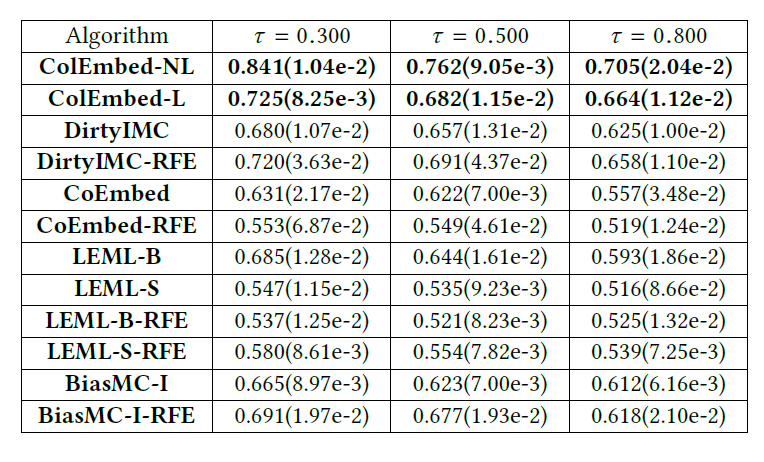 Algorithm τ = 0.300 τ = 0.500 τ = 0.800
ColEmbed-NL 0.841(1.04e-2) 0.762(9.05e-3) 0.705(2.04e-2)
ColEmbed-L 0.725(8.25e-3) 0.682(1.15e-2) 0.664(1.12e-2)
DirtyIMC 0.680(1.07e-2) 0.657(1.31e-2) 0.625(1.00e-2)
DirtyIMC-RFE 0.720(3.63e-2) 0.691(4.37e-2) 0.658(1.10e-2)
CoEmbed 0.631(2.17e-2) 0.622(7.00e-3) 0.557(3.48e-2)
CoEmbed-RFE 0.553(6.87e-2) 0.549(4.61e-2) 0.519(1.24e-2)
LEML-B 0.685(1.28e-2) 0.644(1.61e-2) 0.593(1.86e-2)
LEML-S 0.547(1.15e-2) 0.535(9.23e-3) 0.516(8.66e-2)
LEML-B-RFE 0.537(1.25e-2) 0.521(8.23e-3) 0.525(1.32e-2)
LEML-S-RFE 0.580(8.61e-3) 0.554(7.82e-3) 0.539(7.25e-3)
BiasMC-I 0.665(8.97e-3) 0.623(7.00e-3) 0.612(6.16e-3)
BiasMC-I-RFE 0.691(1.97e-2) 0.677(1.93e-2) 0.618(2.10e-2)